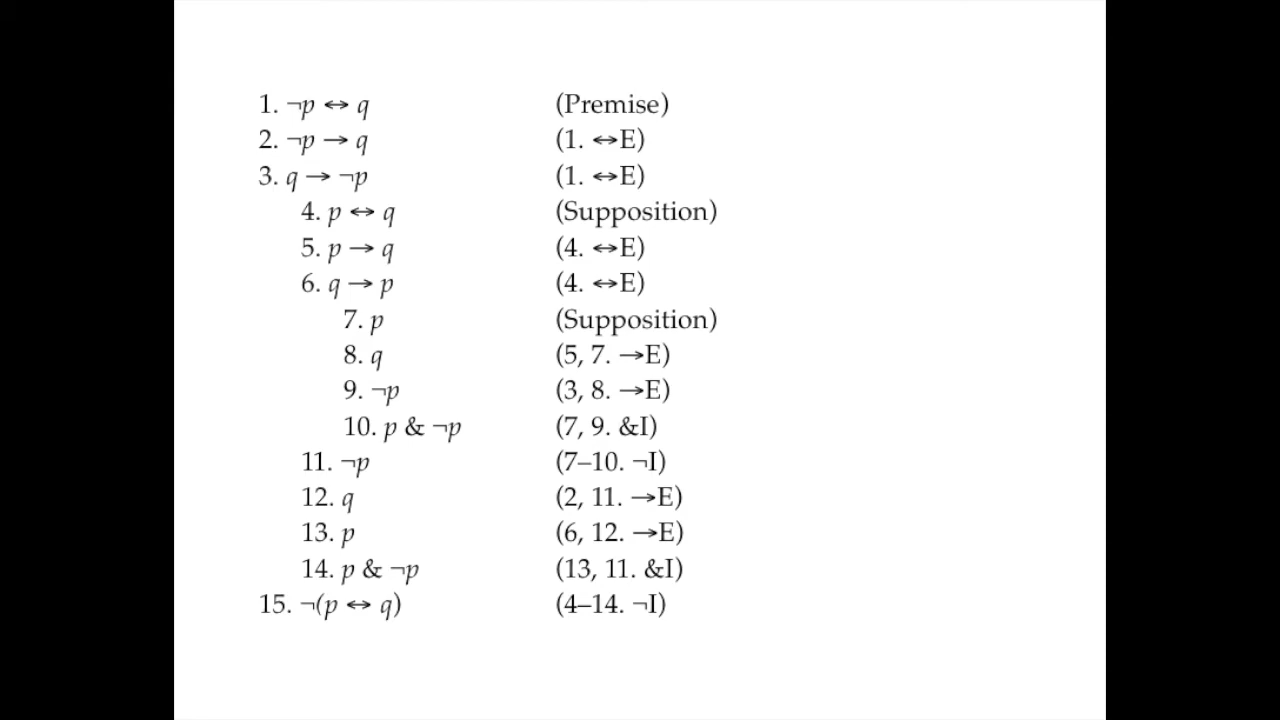 1. ¬p ↔ q (Premise)
2. ¬p → q (1. ↔E)
3. q → ¬p (1. ↔E)
4. p ↔ q (Supposition)
5. p → q (4. ↔E)
6. q → p (4. ↔E)
7. p (Supposition)
8. q (5, 7. →E)
9. ¬p (3, 8. →E)
10. p & ¬p (7, 9. &I)
11. ¬p (7–10. ¬I)
12. q (2, 11. →E)
13. p (6, 12. →E)
14. p & ¬p (13, 11. &I)
15. ¬(p ↔ q) (4–14. ¬I)